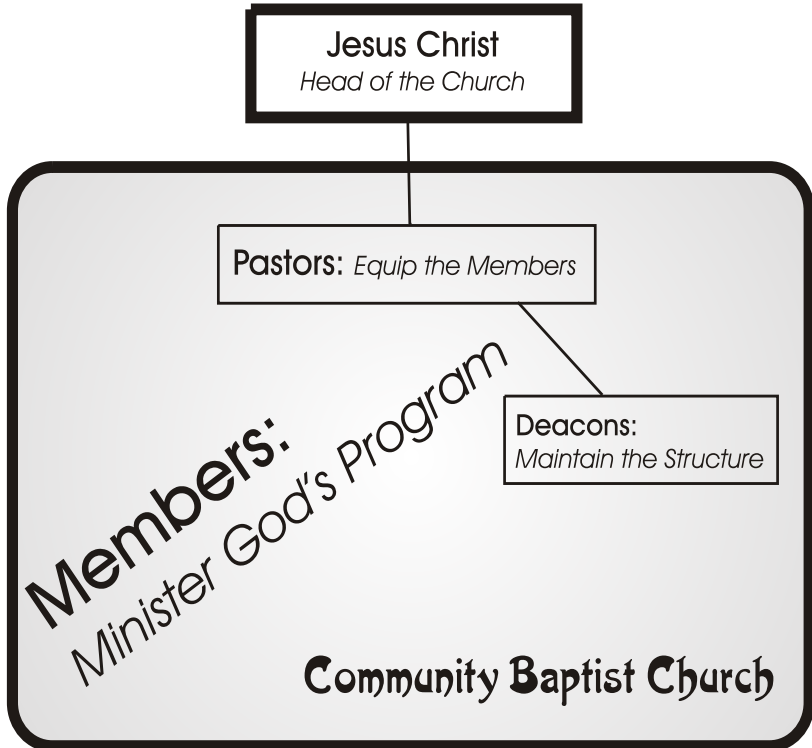 Jesus Christ
Head of the Church
Pastors: Equip the Members
Deacons:
Maintain the Structure
Members:
Minister God's Program
Community Baptist Church